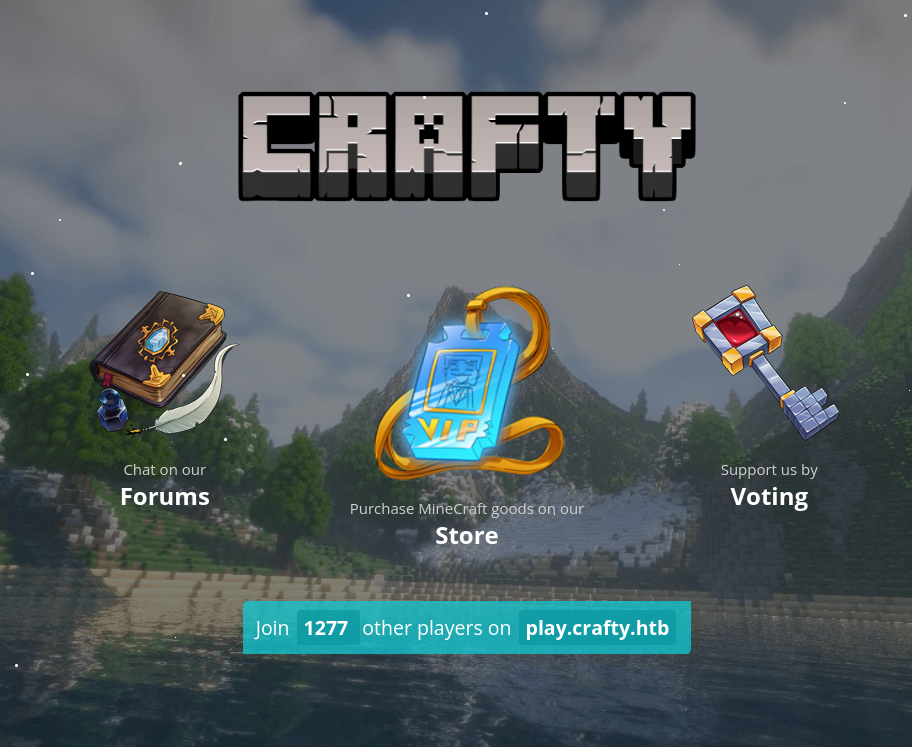 CRAFTY
VIP
Chat on our
Forums
Purchase MineCraft goods on our
Store
Support us by
Voting
Join 1277 other players on play.crafty.htb